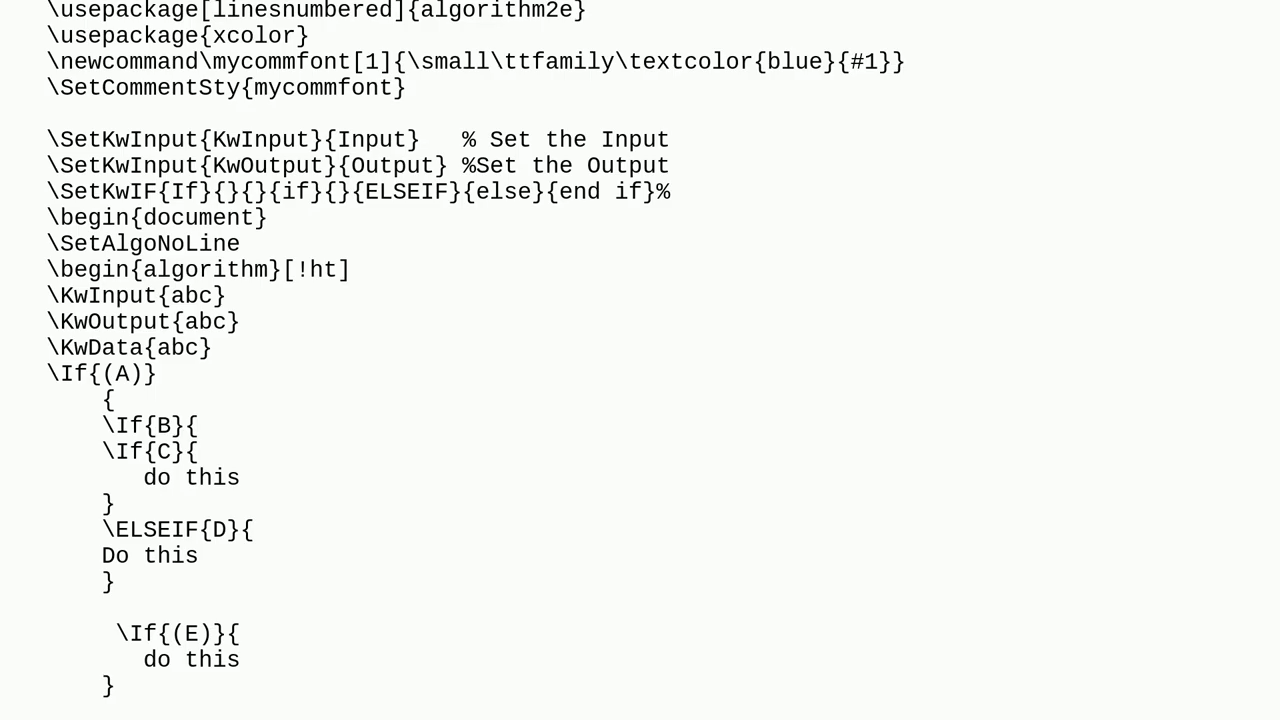 \usepackage[linesnumbered]{algorithm2e}
\usepackage{xcolor}
\newcommand\mycommfont[1]{\small\ttfamily\textcolor{blue}{#1}}
\SetCommentSty{mycommfont}

\SetKwInput{KwInput}{Input}   % Set the Input
\SetKwInput{KwOutput}{Output} %Set the Output
\SetKwIF{If}{}{}{if}{}{ELSEIF}{else}{end if}%
\begin{document}
\SetAlgoNoLine
\begin{algorithm}[!ht]
\KwInput{abc}
\KwOutput{abc}
\KwData{abc}
\If{(A)}
    {
    \If{B}{
    \If{C}{
       do this
    }
    \ELSEIF{D}{
    Do this
    }

     \If{(E)}{
       do this
    }